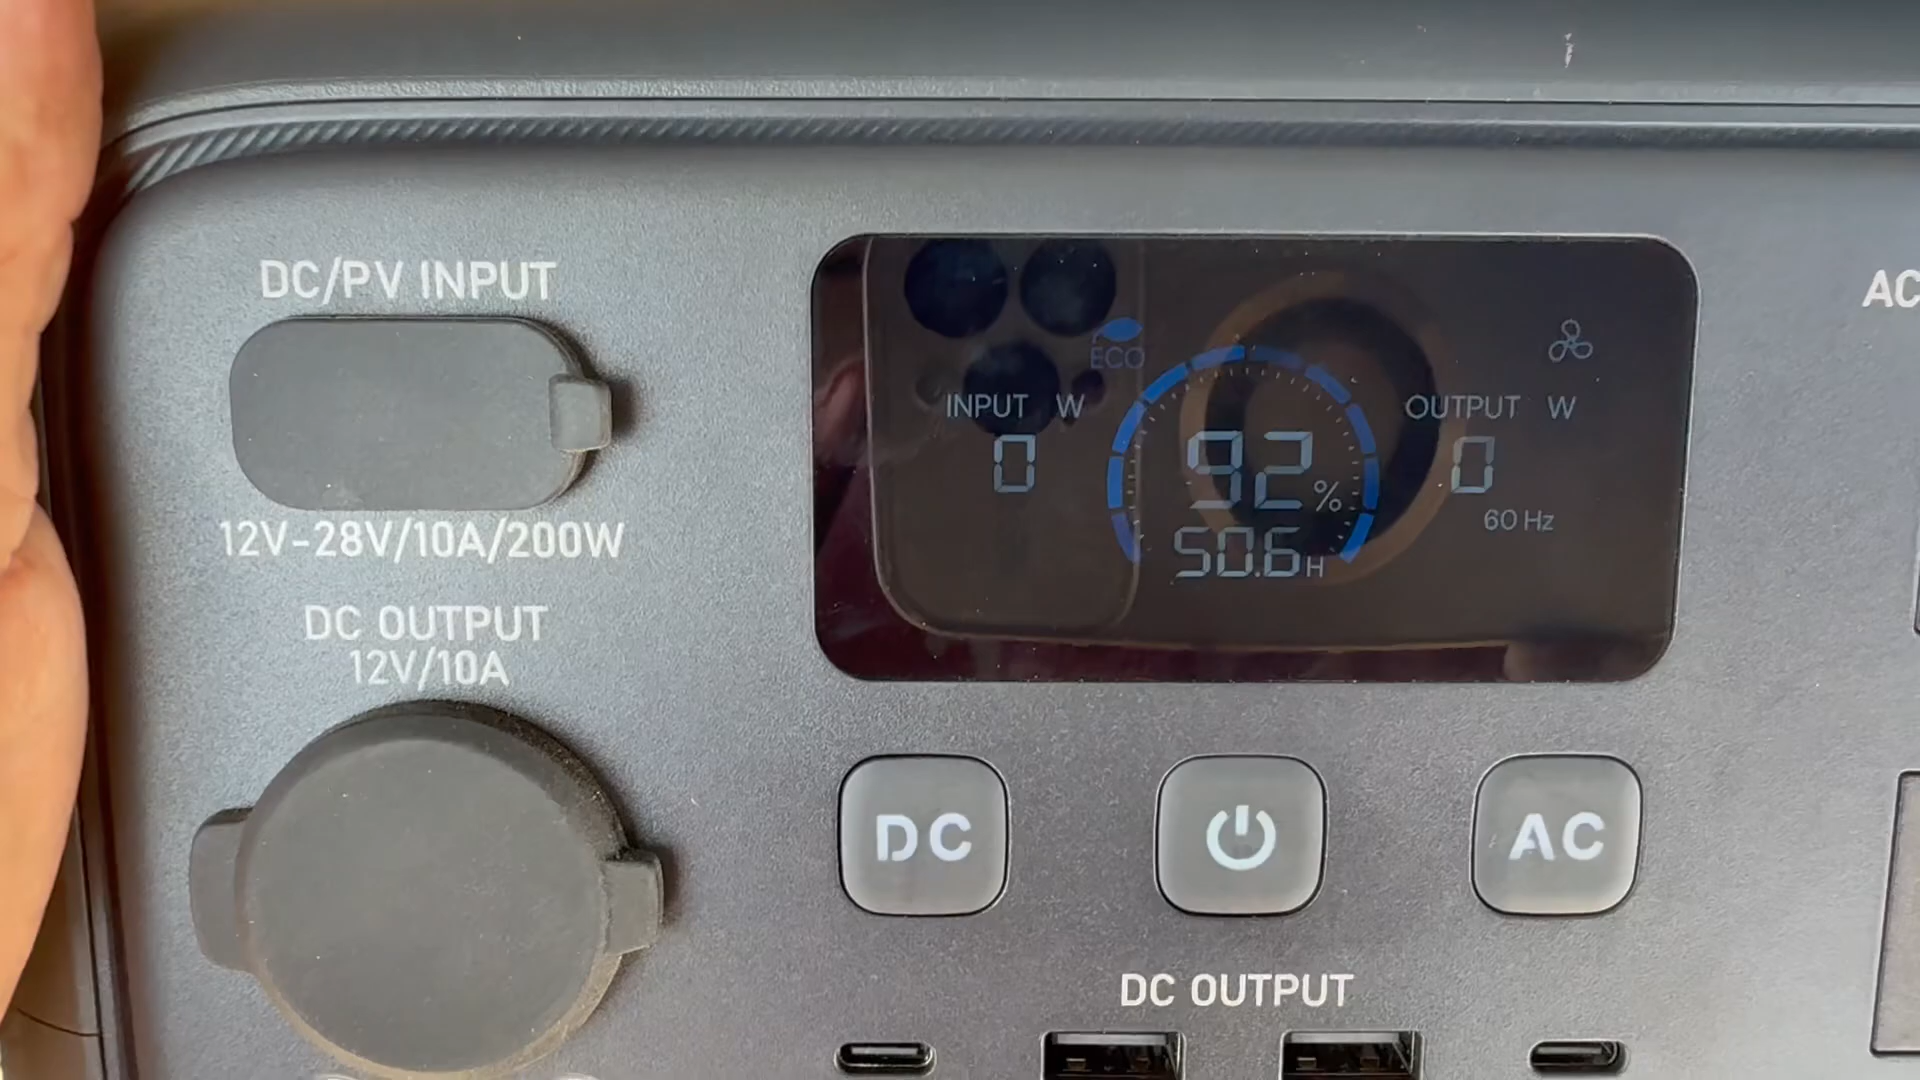 DC/PV INPUT
12V-28V/10A/200W
DC OUTPUT
12V/10A
ECO
INPUT W
0
92%
50.6H
OUTPUT W
0
60 Hz
AC
DC
AC
DC OUTPUT